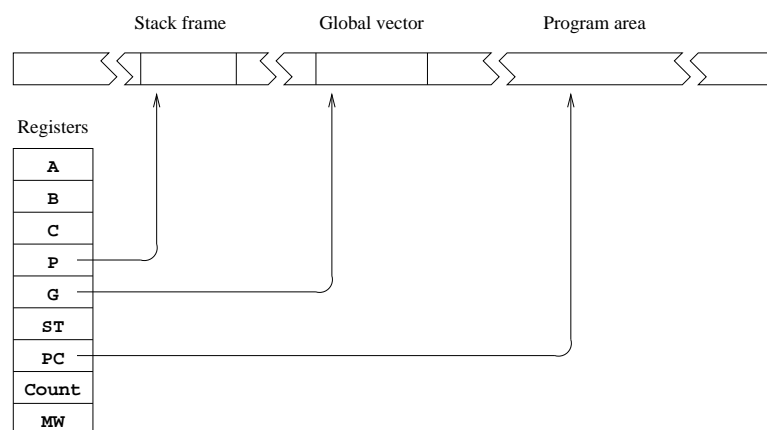 Stack frame Global vector Program area
Registers
A
B
C
P
G
ST
PC
Count
MW